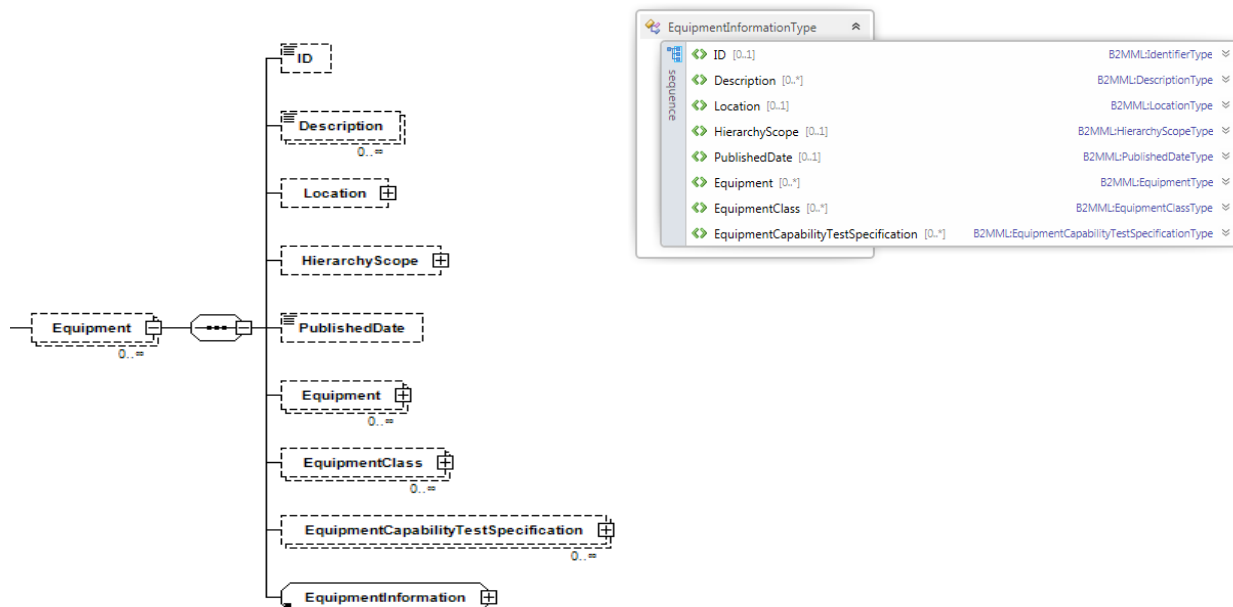 ID
Description
0..∞
Location
HierarchyScope
Equipment
0..∞
PublishedDate
Equipment
0..∞
EquipmentClass
0..∞
EquipmentCapabilityTestSpecification
0..∞
EquipmentInformation
EquipmentInformationType
sequence
ID [0..1] B2MML:IdentifierType
Description [0..*] B2MML:DescriptionType
Location [0..1] B2MML:LocationType
HierarchyScope [0..1] B2MML:HierarchyScopeType
PublishedDate [0..1] B2MML:PublishedDateType
Equipment [0..*] B2MML:EquipmentType
EquipmentClass [0..*] B2MML:EquipmentClassType
EquipmentCapabilityTestSpecification [0..*] B2MML:EquipmentCapabilityTestSpecificationType